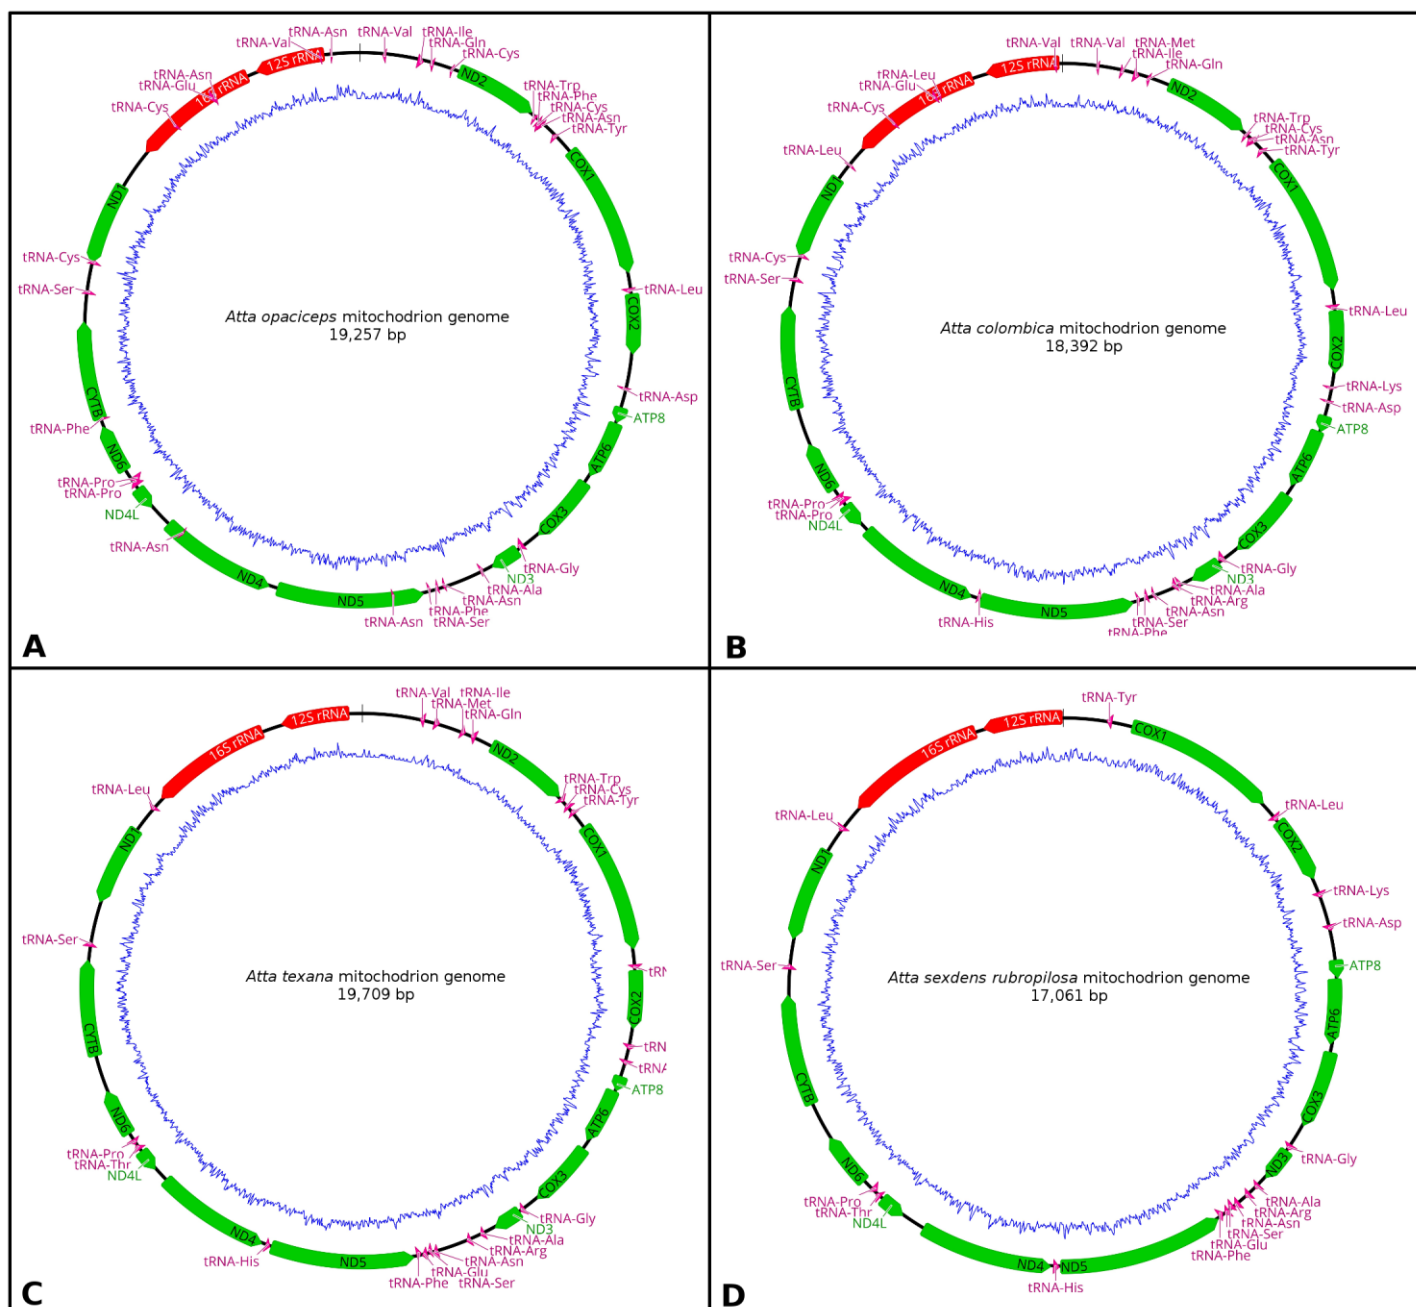 tRNA-Asn
tRNA-Val
tRNA-Val
tRNA-Ile
tRNA-Gln
tRNA-Cys
12S rRNA
ND2
tRNA-Asn
tRNA-Glu
16S rRNA
tRNA-Cys
tRNA-Trp
tRNA-Phe
tRNA-Cys
tRNA-Asn
tRNA-Tyr
COX1
ND1
tRNA-Cys
tRNA-Ser
tRNA-Leu
COX2
Atta opaciceps mitochodrion genome
19,257 bp
tRNA-Asp
ATP8
CYTB
tRNA-Phe
ATP6
ND6
tRNA-Pro
tRNA-Pro
ND4L
COX3
tRNA-Asn
tRNA-Gly
ND3
tRNA-Ala
ND4
ND5
tRNA-Asn
tRNA-Phe
tRNA-Ser
tRNA-Asn
A
tRNA-Val
tRNA-Val
tRNA-Met
tRNA-Ile
tRNA-Gln
12S rRNA
ND2
tRNA-Leu
tRNA-Glu
rRNA
tRNA-Cys
tRNA-Trp
tRNA-Cys
tRNA-Asn
tRNA-Tyr
tRNA-Leu
COX1
ND1
tRNA-Cys
tRNA-Ser
tRNA-Leu
COX2
Atta colombica mitochodrion genome
18,392 bp
tRNA-Lys
tRNA-Asp
ATP8
CYTB
ATP6
ND6
tRNA-Pro
tRNA-Pro
ND4L
COX3
tRNA-Gly
ND3
tRNA-Ala
tRNA-Arg
tRNA-Asn
ND4
ND5
tRNA-His
tRNA-Ser
tRNA-Phe
B
tRNA-Val
tRNA-Ile
tRNA-Met
tRNA-Gln
12S rRNA
16S rRNA
ND2
tRNA-Trp
tRNA-Cys
tRNA-Tyr
tRNA-Leu
COX1
ND1
tRNA-Ser
COX2
Atta texana mitochodrion genome
19,709 bp
CYTB
ATP8
ATP6
ND6
tRNA-Pro
tRNA-Thr
ND4L
COX3
tRNA-Gly
ND3
tRNA-Ala
tRNA-Arg
tRNA-Asn
ND4
tRNA-His
ND5
tRNA-Glu
tRNA-Phe
tRNA-Ser
C
tRNA-Tyr
12S rRNA
COX1
16S rRNA
tRNA-Leu
tRNA-Leu
COX2
ND1
tRNA-Lys
tRNA-Asp
tRNA-Ser
ATP8
Atta sexdens rubropilosa mitochodrion genome
17,061 bp
ATP6
CYTB
COX3
tRNA-Gly
ND3
ND6
tRNA-Pro
tRNA-Thr
ND4L
tRNA-Ala
tRNA-Arg
tRNA-Asn
tRNA-Ser
tRNA-Glu
tRNA-Phe
ND4
ND5
tRNA-His
D